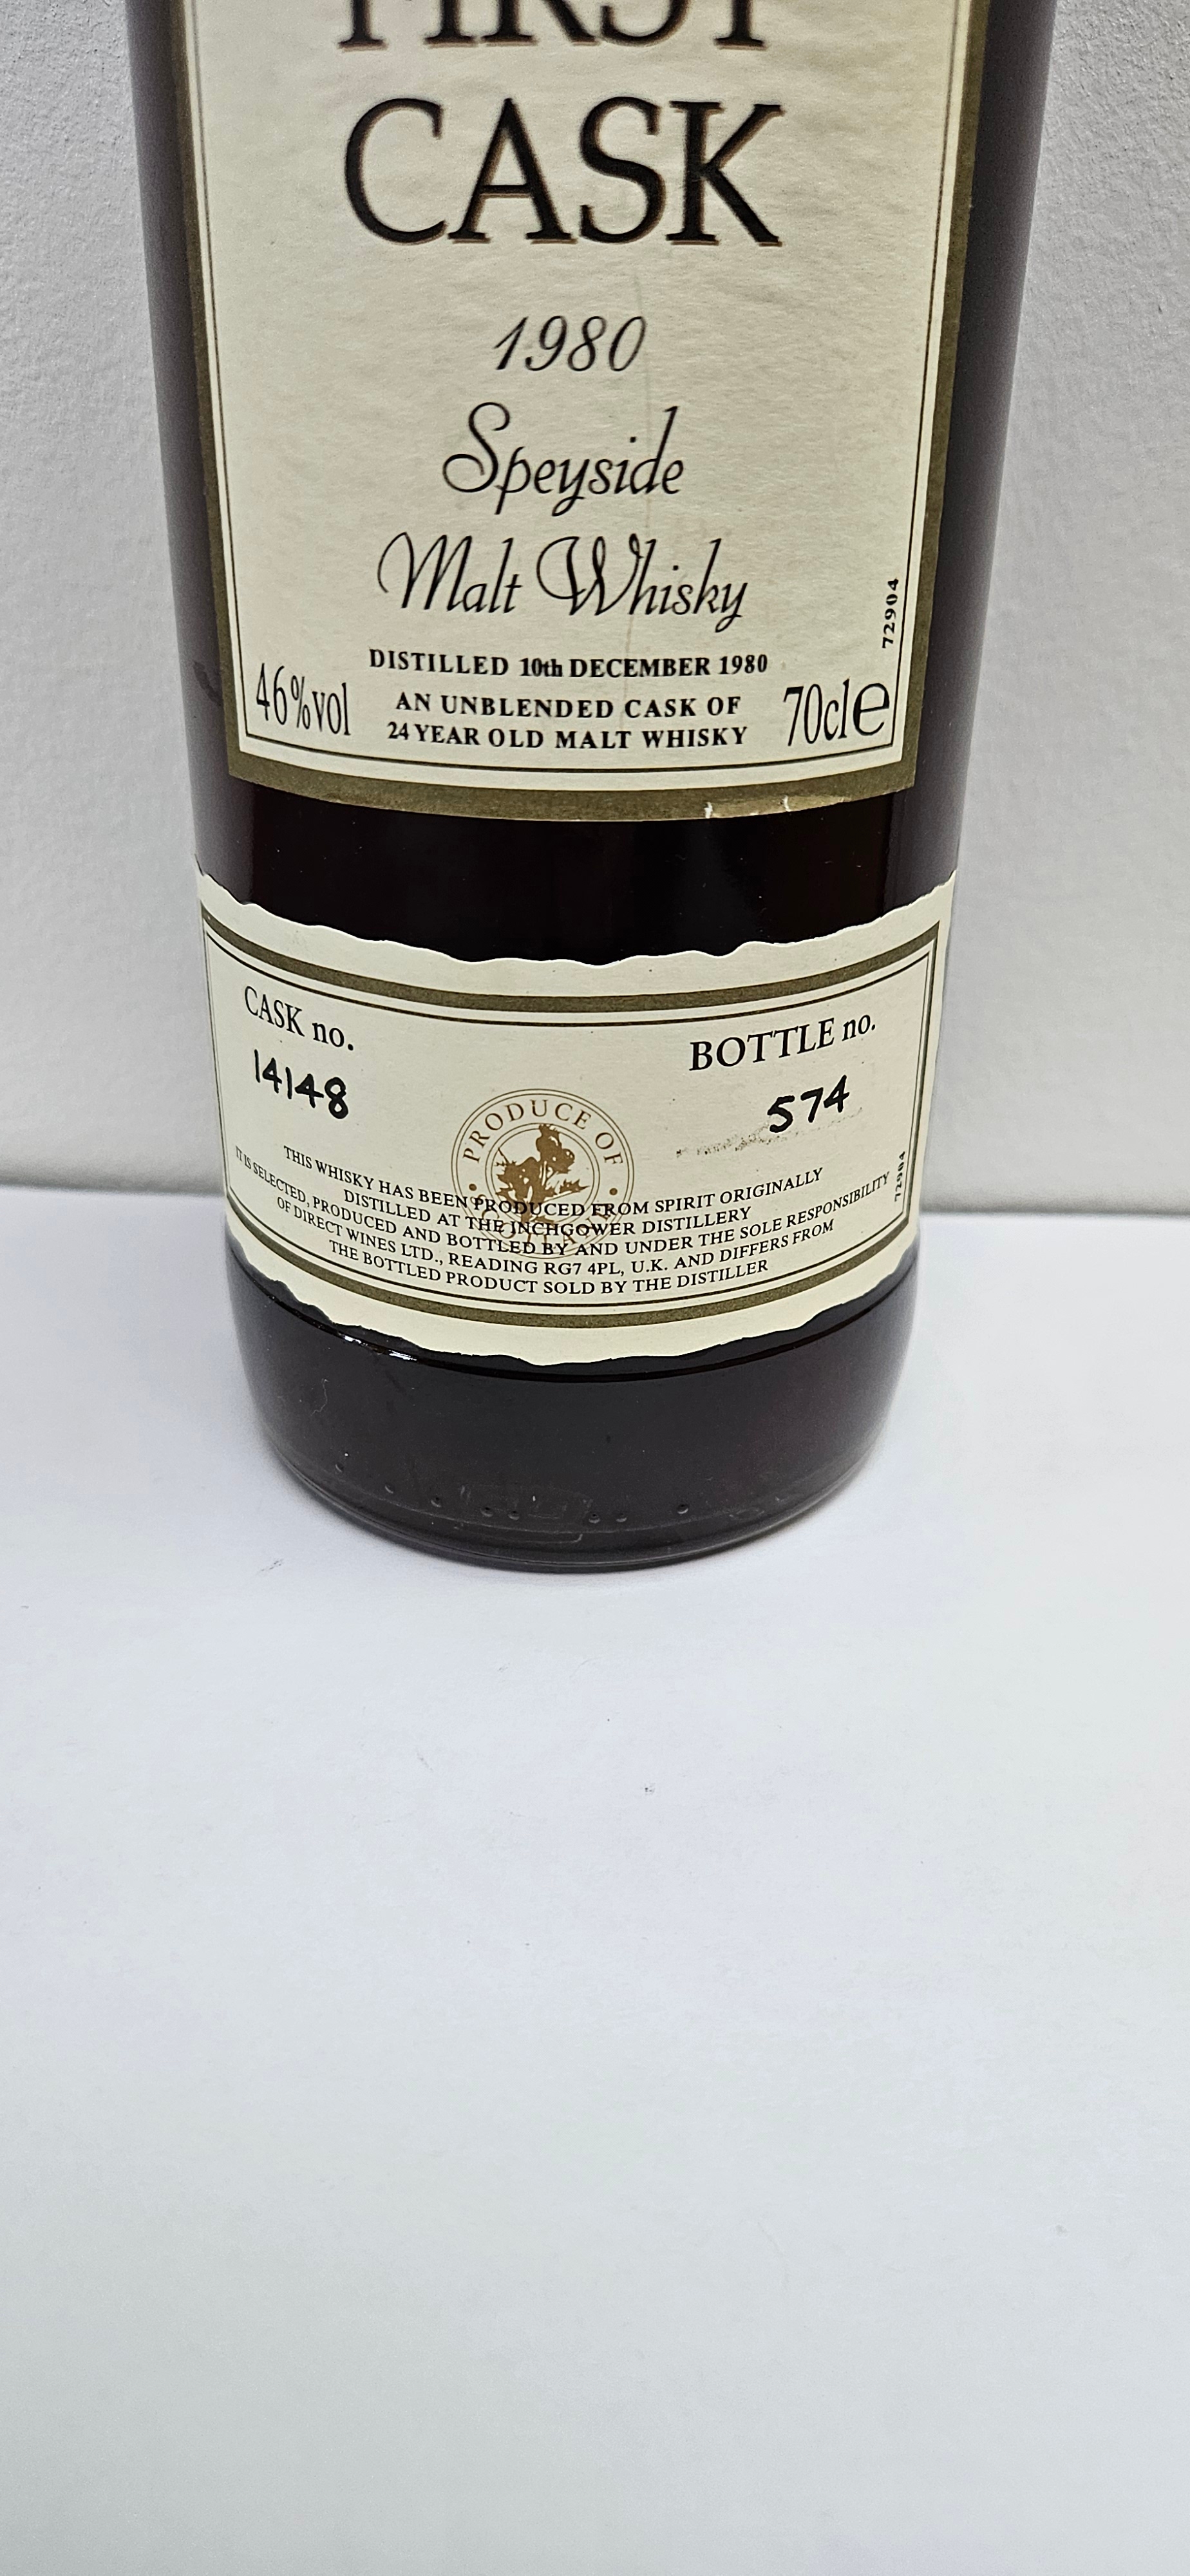 FIRST
CASK
1980
Speyside
Malt Whisky
72904
DISTILLED 10th DECEMBER 1980
46%vol
AN UNBLENDED CASK OF
24 YEAR OLD MALT WHISKY
70cl e
CASK no.
14148
BOTTLE no.
574
PRODUCE OF
THIS WHISKY HAS BEEN PRODUCED FROM SPIRIT ORIGINALLY
DISTILLED AT THE INCHGOWER DISTILLERY
IT IS SELECTED, PRODUCED AND BOTTLED BY AND UNDER THE SOLE RESPONSIBILITY
OF DIRECT WINES LTD., READING RG7 4PL, U.K. AND DIFFERS FROM
THE BOTTLED PRODUCT SOLD BY THE DISTILLER
72904